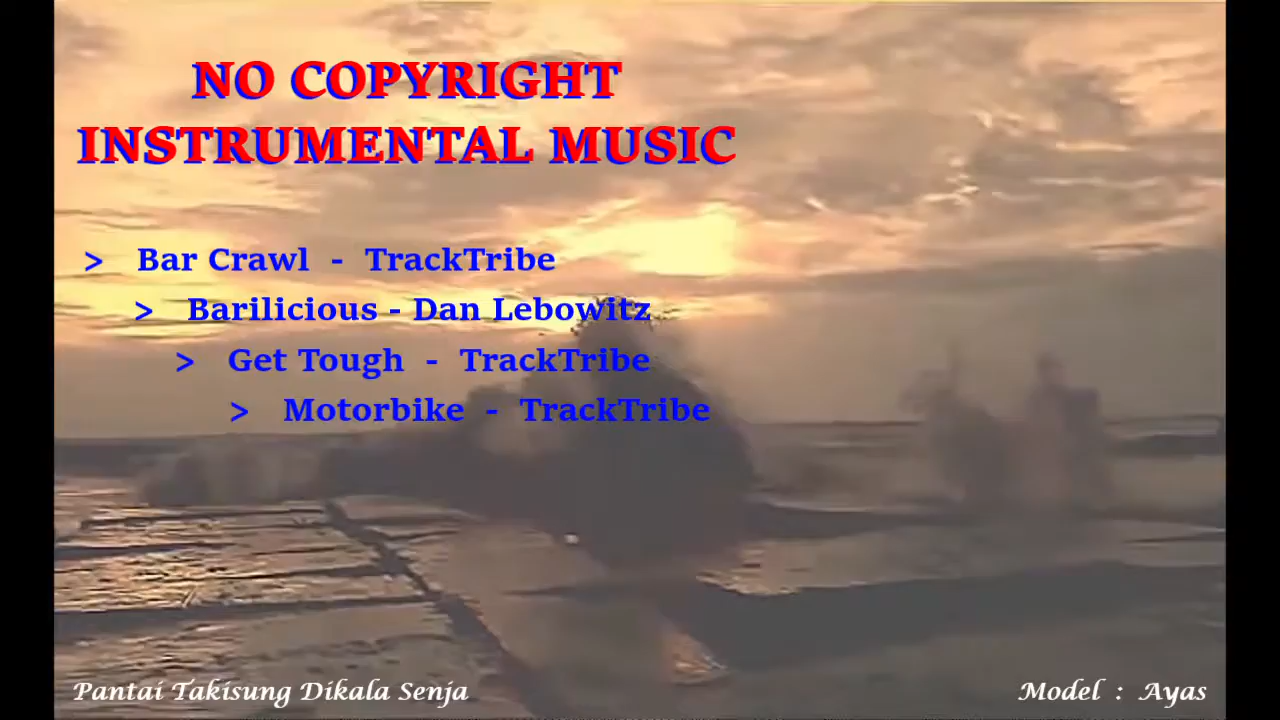 NO COPYRIGHT
INSTRUMENTAL MUSIC
> Bar Crawl - TrackTribe
> Barilicious - Dan Lebowitz
> Get Tough - TrackTribe
> Motorbike - TrackTribe
Pantai Takisung Dikala Senja
Model : Ayas